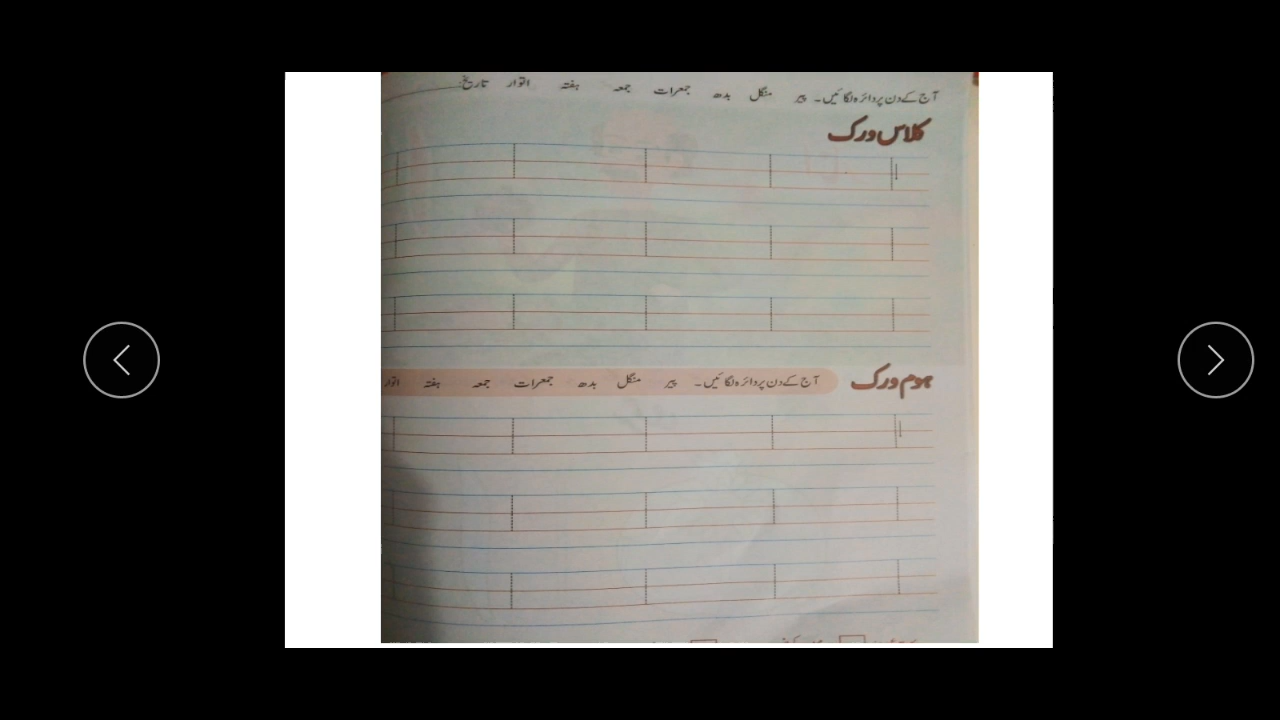 آج کے دن پر دائرہ لگائیں۔ پیر منگل بدھ جمعرات جمعہ ہفتہ اتوار تاریخ:
کلاس ورک
ا
ہوم ورک آج کے دن پر دائرہ لگائیں۔ پیر منگل بدھ جمعرات جمعہ ہفتہ اتوار
ا